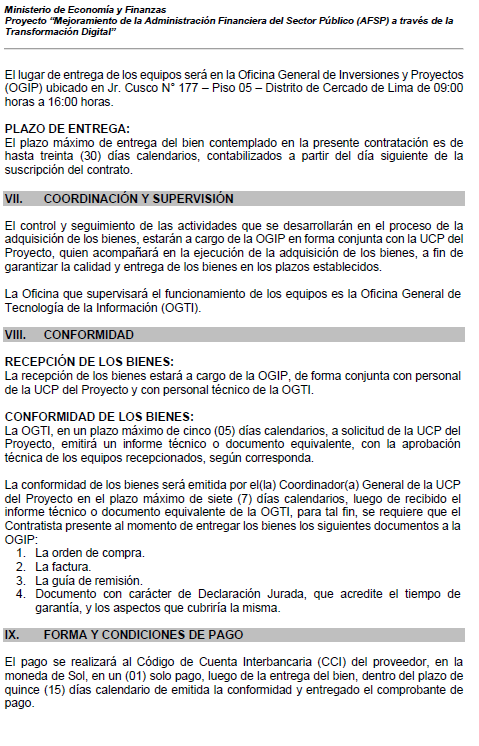 Ministerio de Economía y Finanzas
Proyecto “Mejoramiento de la Administración Financiera del Sector Público (AFSP) a través de la
Transformación Digital”
El lugar de entrega de los equipos será en la Oficina General de Inversiones y Proyectos
(OGIP) ubicado en Jr. Cusco N° 177 – Piso 05 – Distrito de Cercado de Lima de 09:00
horas a 16:00 horas.
PLAZO DE ENTREGA:
El plazo máximo de entrega del bien contemplado en la presente contratación es de
hasta treinta (30) días calendarios, contabilizados a partir del día siguiente de la
suscripción del contrato.
VII. COORDINACIÓN Y SUPERVISIÓN
El control y seguimiento de las actividades que se desarrollarán en el proceso de la
adquisición de los bienes, estarán a cargo de la OGIP en forma conjunta con la UCP del
Proyecto, quien acompañará en la ejecución de la adquisición de los bienes, a fin de
garantizar la calidad y entrega de los bienes en los plazos establecidos.
La Oficina que supervisará el funcionamiento de los equipos es la Oficina General de
Tecnología de la Información (OGTI).
VIII. CONFORMIDAD
RECEPCIÓN DE LOS BIENES:
La recepción de los bienes estará a cargo de la OGIP, de forma conjunta con personal
de la UCP del Proyecto y con personal técnico de la OGTI.
CONFORMIDAD DE LOS BIENES:
La OGTI, en un plazo máximo de cinco (05) días calendarios, a solicitud de la UCP del
Proyecto, emitirá un informe técnico o documento equivalente, con la aprobación
técnica de los equipos recepcionados, según corresponda.
La conformidad de los bienes será emitida por el(la) Coordinador(a) General de la UCP
del Proyecto en el plazo máximo de siete (7) días calendarios, luego de recibido el
informe técnico o documento equivalente de la OGTI, para tal fin, se requiere que el
Contratista presente al momento de entregar los bienes los siguientes documentos a la
OGIP:
1. La orden de compra.
2. La factura.
3. La guía de remisión.
4. Documento con carácter de Declaración Jurada, que acredite el tiempo de
garantía, y los aspectos que cubriría la misma.
IX. FORMA Y CONDICIONES DE PAGO
El pago se realizará al Código de Cuenta Interbancaria (CCI) del proveedor, en la
moneda de Sol, en un (01) solo pago, luego de la entrega del bien, dentro del plazo de
quince (15) días calendario de emitida la conformidad y entregado el comprobante de
pago.